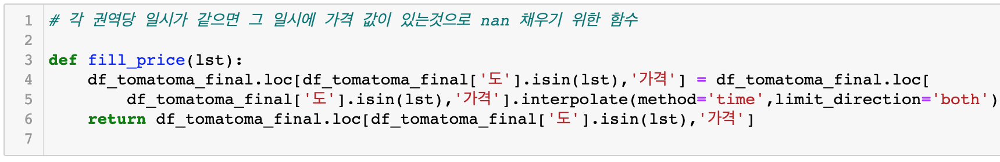 1 # 각 권역당 일시가 같으면 그 일시에 가격 값이 있는것으로 nan 채우기 위한 함수
2
3 def fill_price(lst):
4     df_tomatoma_final.loc[df_tomatoma_final['도'].isin(lst),'가격'] = df_tomatoma_final.loc[
5         df_tomatoma_final['도'].isin(lst),'가격'].interpolate(method='time',limit_direction='both')
6     return df_tomatoma_final.loc[df_tomatoma_final['도'].isin(lst),'가격']
7